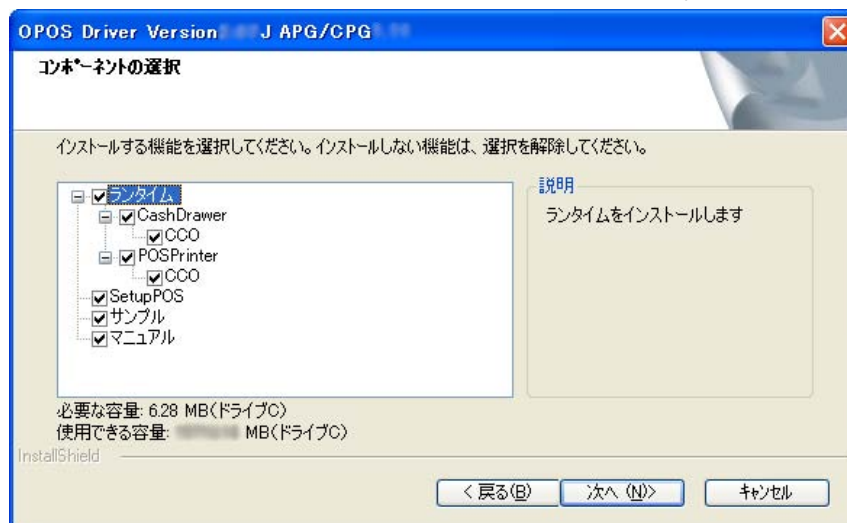 OPOS Driver Version J APG/CPG
コンポーネントの選択
インストールする機能を選択してください。インストールしない機能は、選択を解除してください。
ランタイム
CashDrawer
CCO
POSPrinter
CCO
SetupPOS
サンプル
マニュアル
説明
ランタイムをインストールします
必要な容量: 6.28 MB(ドライブC)
使用できる容量: MB(ドライブC)
InstallShield
< 戻る(B)
次へ (N)>
キャンセル